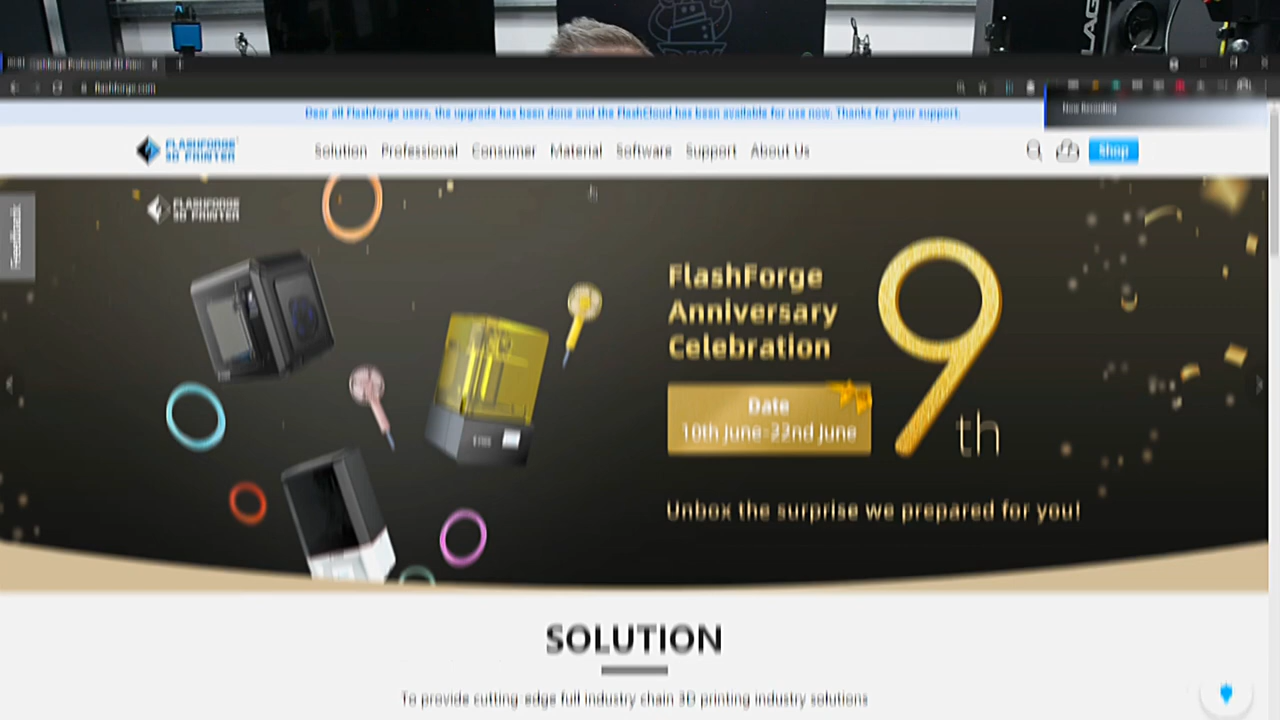 LAG
flashforge.com
Now Recording
Dear all Flashforge users, the upgrade has been done and the FlashCloud has been available for use now. Thanks for your support.
FLASHFORGE
3D PRINTER
Solution Professional Consumer Material Software Support About Us
Shop
FLASHFORGE
3D PRINTER
FlashForge
Anniversary
Celebration
9th
Date
10th June-22nd June
Unbox the surprise we prepared for you!
SOLUTION
To provide cutting-edge full industry chain 3D printing industry solutions